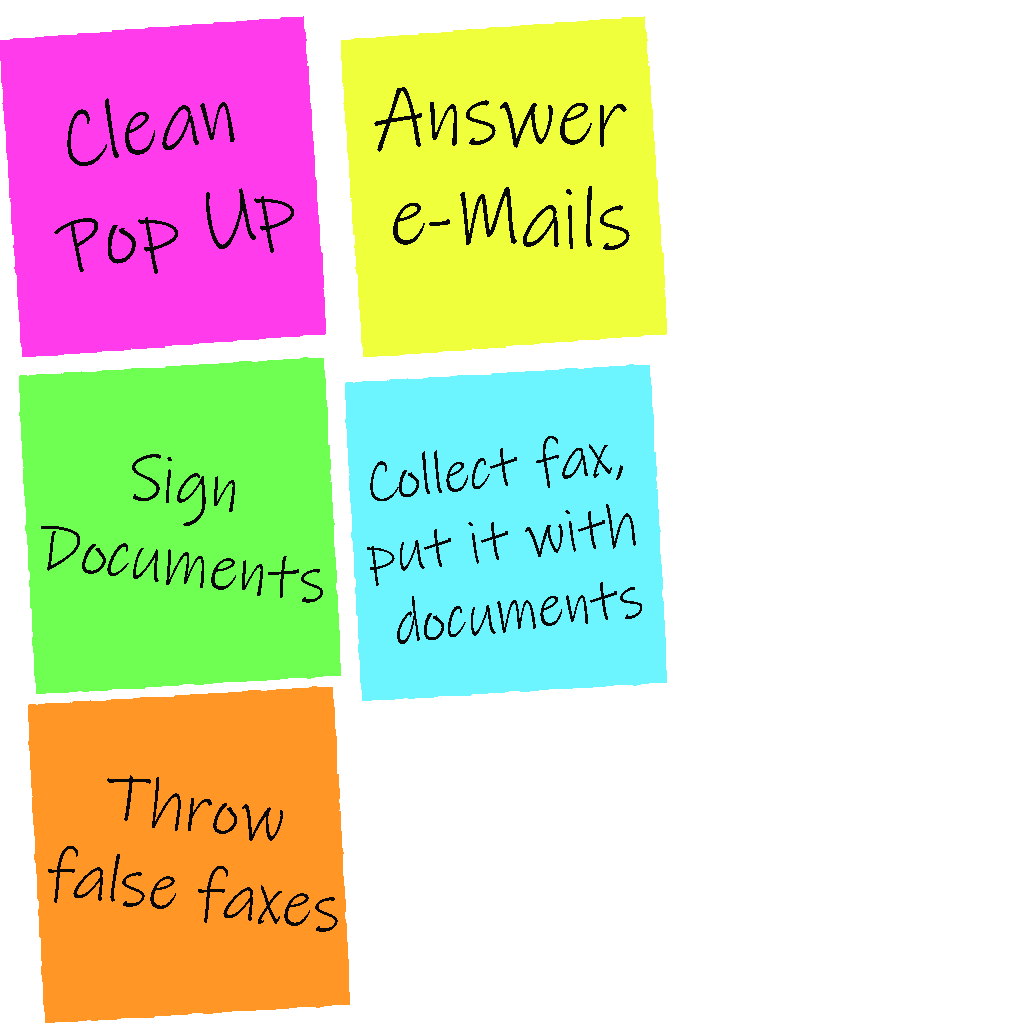 Clean
Pop Up
Answer
e-Mails
Sign
Documents
Collect fax,
put it with
documents
Throw
false faxes